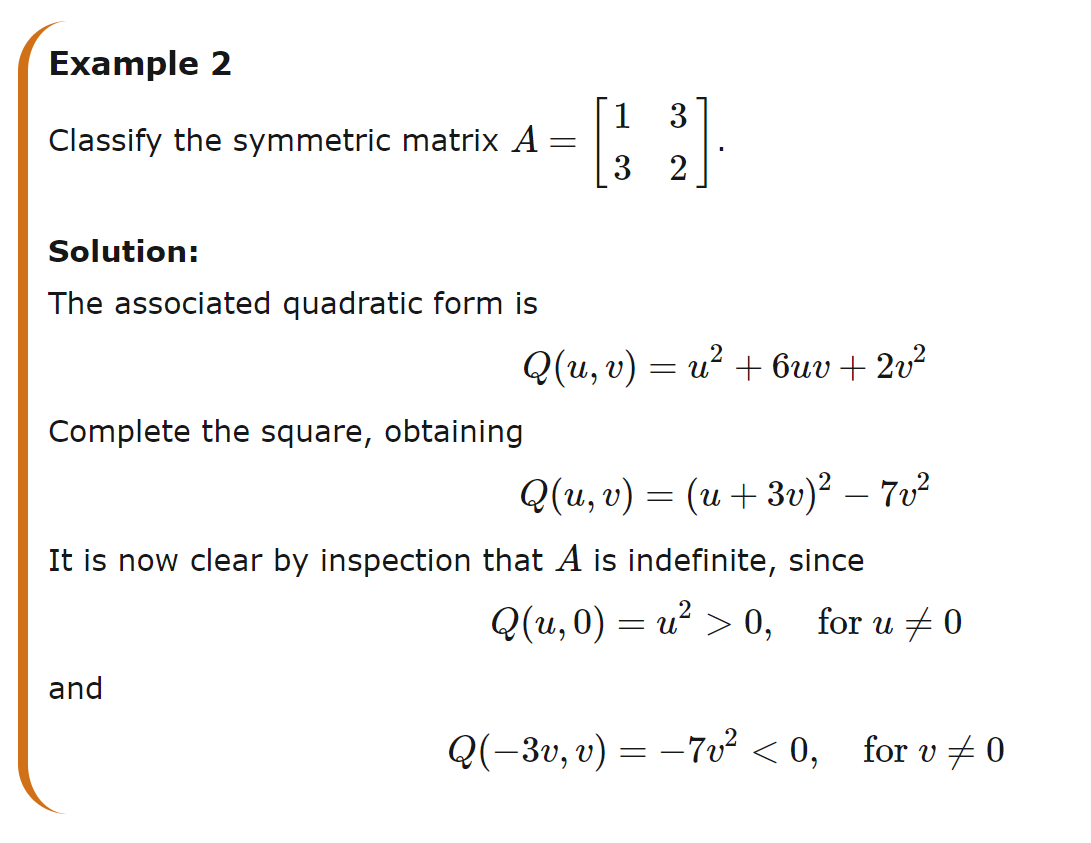 Example 2
Classify the symmetric matrix $A = \begin{bmatrix} 1 & 3 \\ 3 & 2 \end{bmatrix}$.
Solution:
The associated quadratic form is
$Q(u, v) = u^2 + 6uv + 2v^2$
Complete the square, obtaining
$Q(u, v) = (u + 3v)^2 - 7v^2$
It is now clear by inspection that $A$ is indefinite, since
$Q(u, 0) = u^2 > 0, \quad \text{for } u \neq 0$
and
$Q(-3v, v) = -7v^2 < 0, \quad \text{for } v \neq 0$